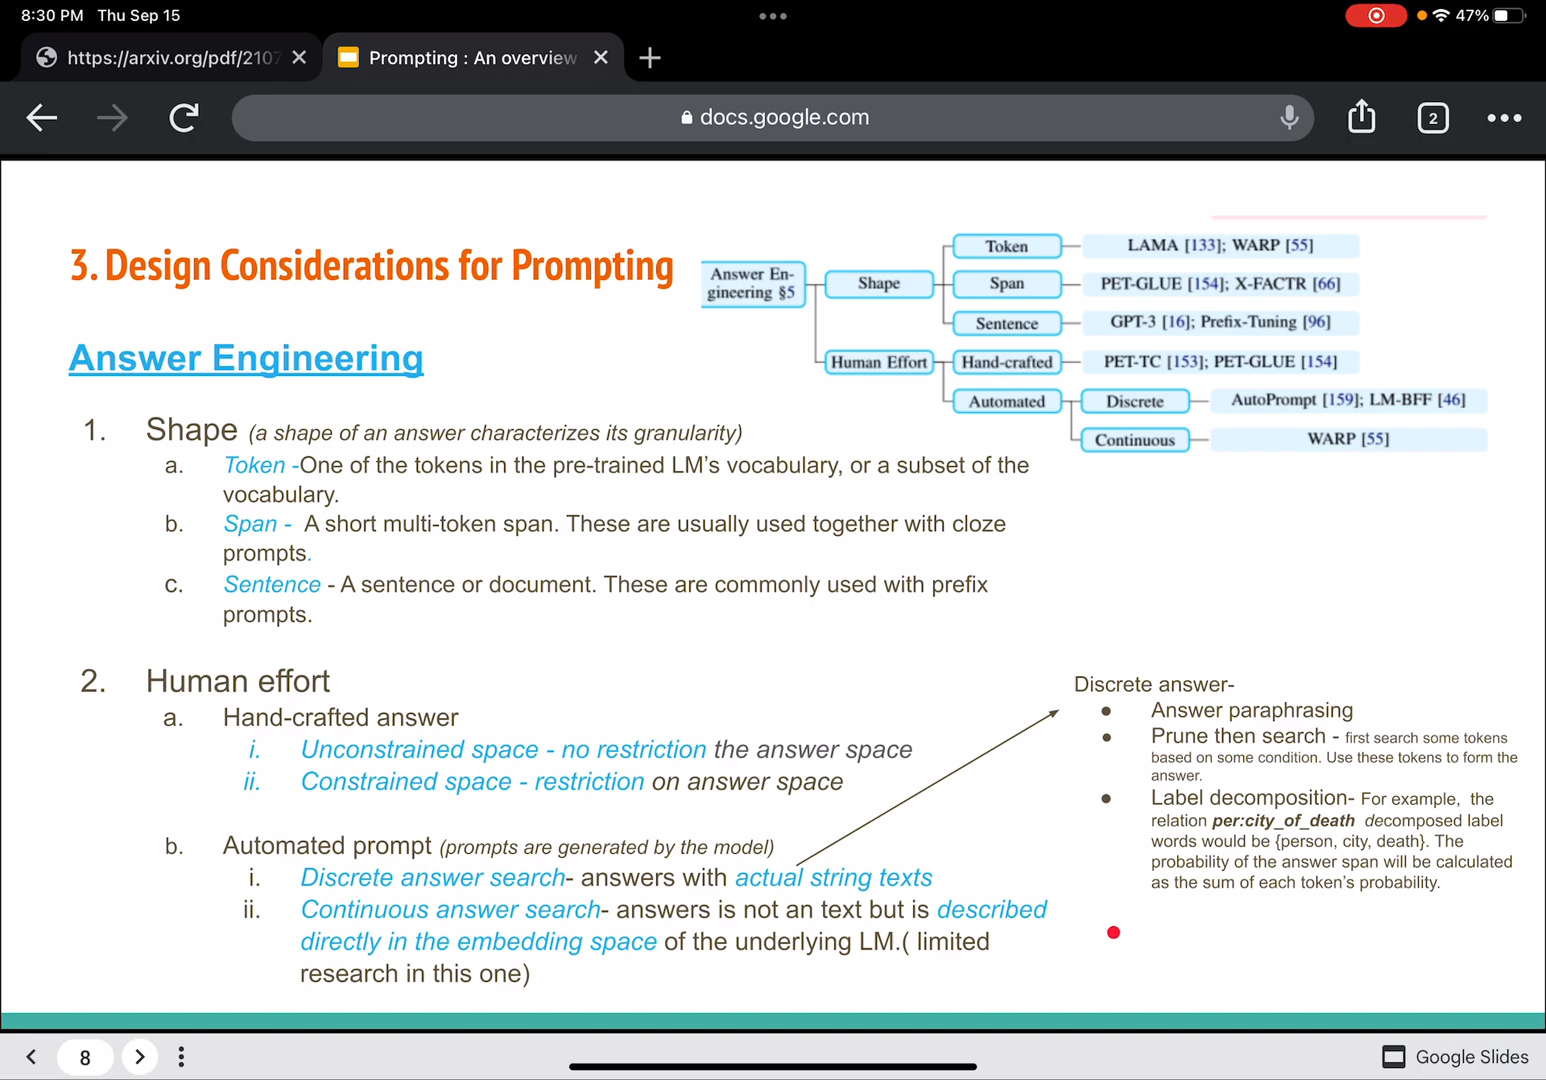 8:30 PM Thu Sep 15
47%
https://arxiv.org/pdf/2107
Prompting : An overview
docs.google.com
2
3. Design Considerations for Prompting
Answer En-
gineering §5
Shape
Token
LAMA [133]; WARP [55]
Span
PET-GLUE [154]; X-FACTR [66]
Sentence
GPT-3 [16]; Prefix-Tuning [96]
Human Effort
Hand-crafted
PET-TC [153]; PET-GLUE [154]
Automated
Discrete
AutoPrompt [159]; LM-BFF [46]
Continuous
WARP [55]
Answer Engineering
1. Shape (a shape of an answer characterizes its granularity)
a. Token -One of the tokens in the pre-trained LM's vocabulary, or a subset of the
vocabulary.
b. Span - A short multi-token span. These are usually used together with cloze
prompts.
c. Sentence - A sentence or document. These are commonly used with prefix
prompts.
2. Human effort
a. Hand-crafted answer
i. Unconstrained space - no restriction the answer space
ii. Constrained space - restriction on answer space
b. Automated prompt (prompts are generated by the model)
i. Discrete answer search- answers with actual string texts
ii. Continuous answer search- answers is not an text but is described
directly in the embedding space of the underlying LM.( limited
research in this one)
Discrete answer-
● Answer paraphrasing
● Prune then search - first search some tokens
based on some condition. Use these tokens to form the
answer.
● Label decomposition- For example, the
relation per:city_of_death decomposed label
words would be {person, city, death}. The
probability of the answer span will be calculated
as the sum of each token's probability.
8
Google Slides